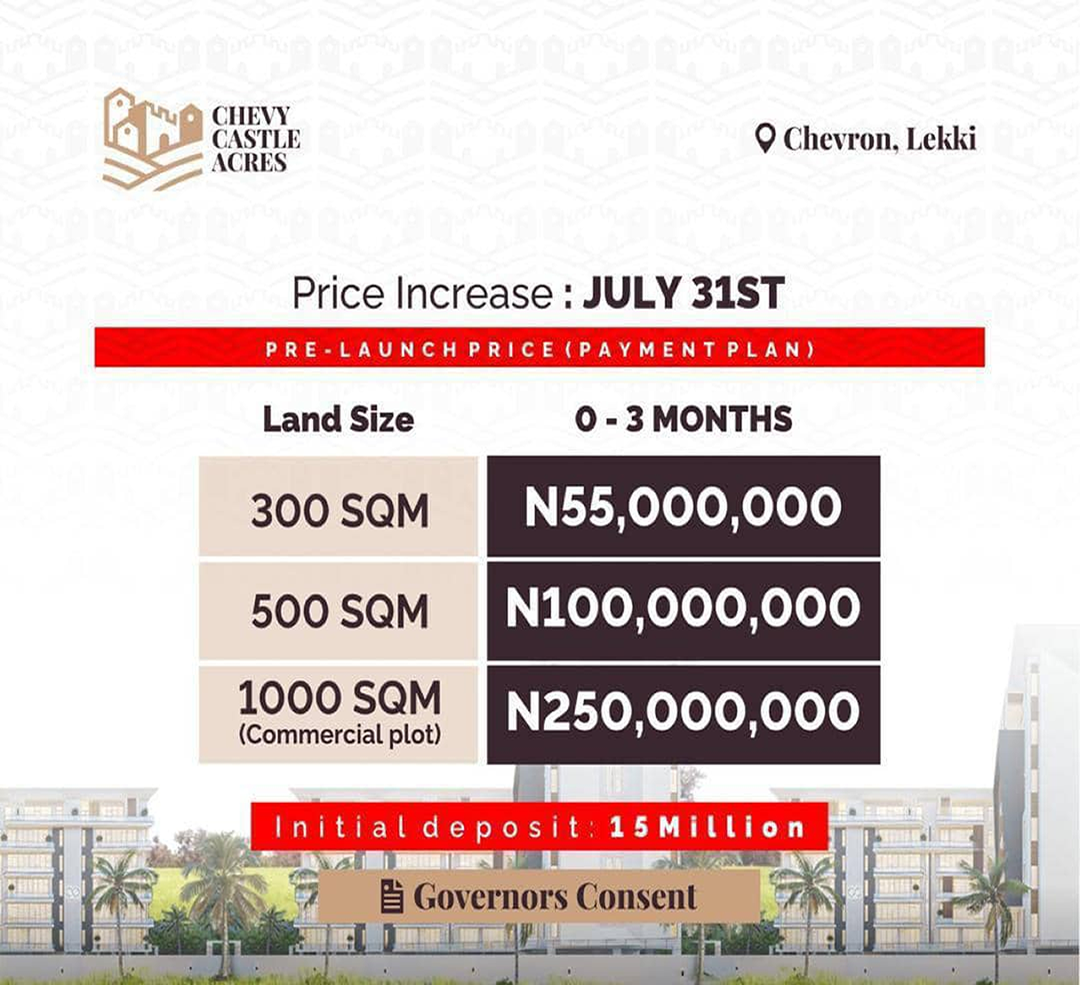 CHEVY
CASTLE
ACRES
Chevron, Lekki
Price Increase : JULY 31ST
PRE-LAUNCH PRICE (PAYMENT PLAN)
Land Size 0 - 3 MONTHS
300 SQM N55,000,000
500 SQM N100,000,000
1000 SQM
(Commercial plot) N250,000,000
Initial deposit: 15Million
Governors Consent